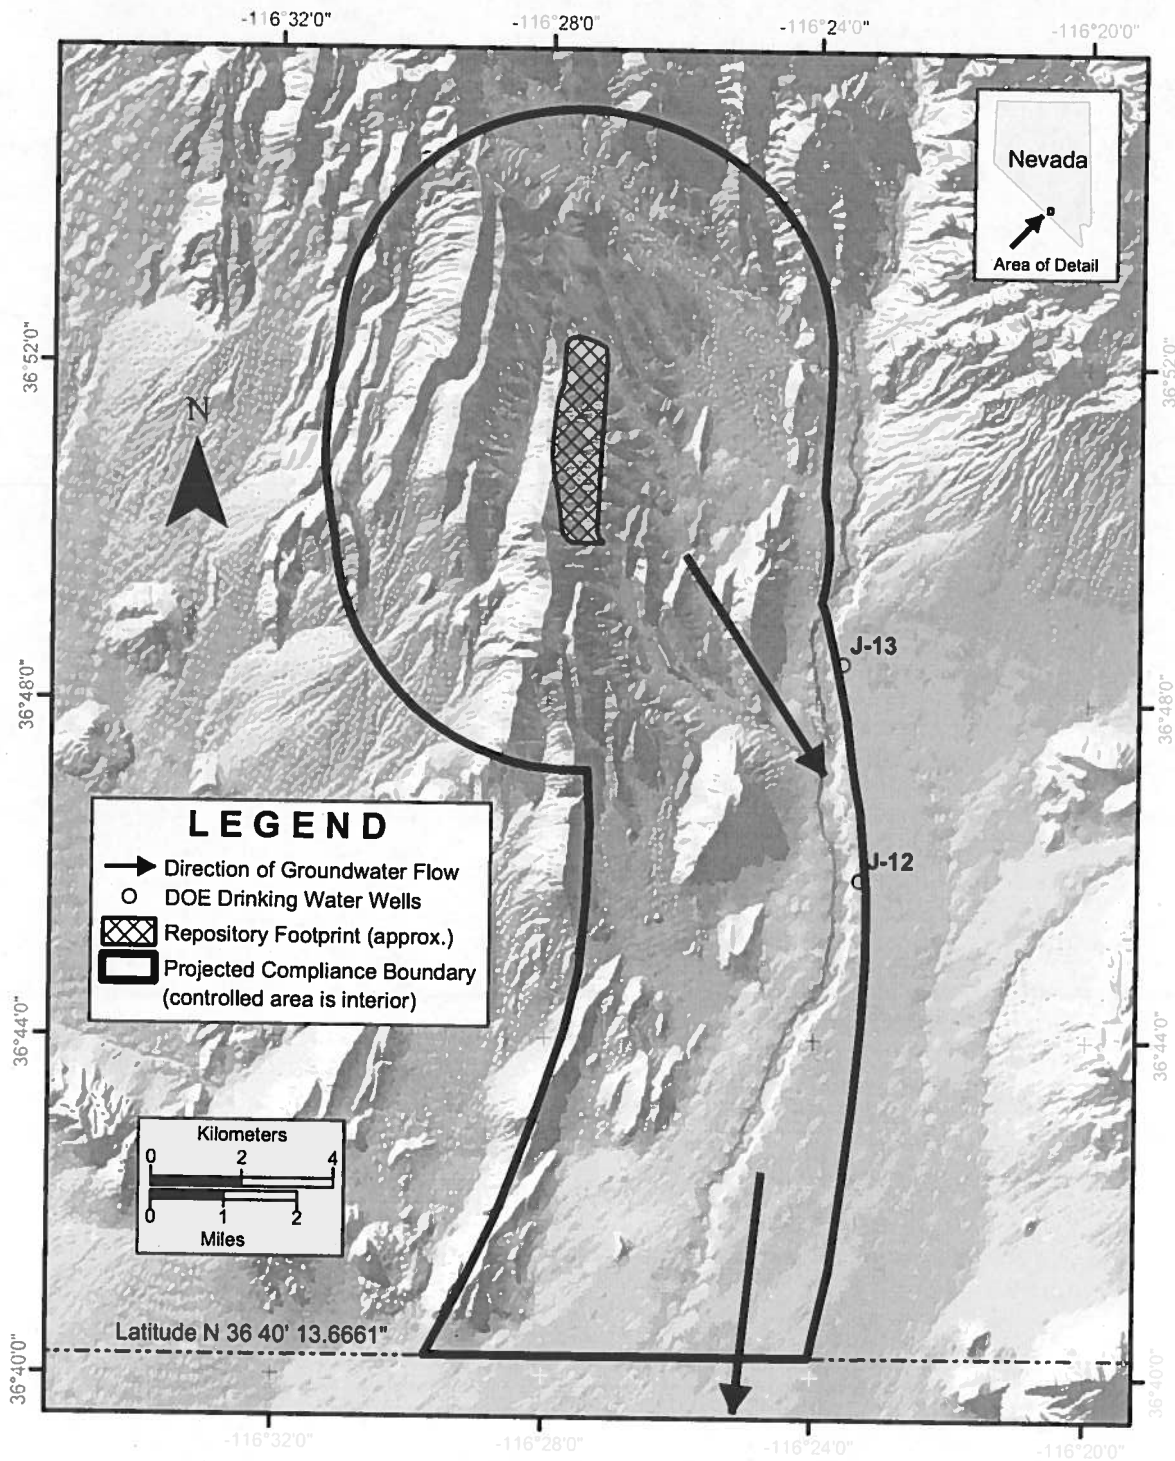 -116°32'0"
-116°28'0"
-116°24'0"
-116°20'0"
Nevada
Area of Detail
36°52'0"
36°52'0"
N
J-13
36°48'0"
36°48'0"
LEGEND
Direction of Groundwater Flow
DOE Drinking Water Wells
Repository Footprint (approx.)
Projected Compliance Boundary
(controlled area is interior)
J-12
36°44'0"
36°44'0"
Kilometers
0 2 4
0 1 2
Miles
Latitude N 36 40' 13.6661"
36°40'0"
36°40'0"
-116°32'0"
-116°28'0"
-116°24'0"
-116°20'0"